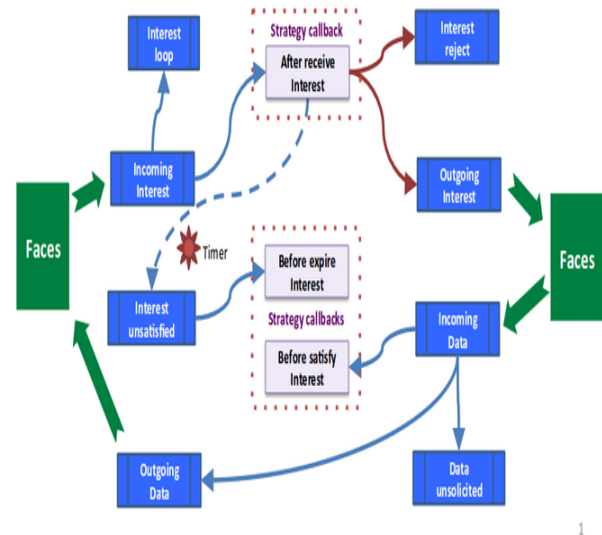 Strategy callback
Interest
loop
After receive
Interest
Interest
reject
Incoming
Interest
Outgoing
Interest
Faces
Faces
Timer
Before expire
Interest
Interest
unsatisfied
Strategy callbacks
Incoming
Data
Before satisfy
Interest
Outgoing
Data
Data
unsolicited
1